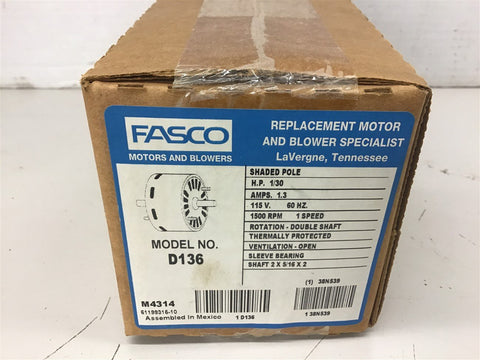 FASCO
MOTORS AND BLOWERS
REPLACEMENT MOTOR
AND BLOWER SPECIALIST
LaVergne, Tennessee
SHADED POLE
H.P. 1/30
AMPS. 1.3
115 V. 60 HZ.
1500 RPM 1 SPEED
ROTATION - DOUBLE SHAFT
THERMALLY PROTECTED
VENTILATION - OPEN
SLEEVE BEARING
SHAFT 2 X 5/16 X 2
MODEL NO.
D136
M4314
61199316-10
Assembled in Mexico 1 D136
(1) 38N539
1 38N539